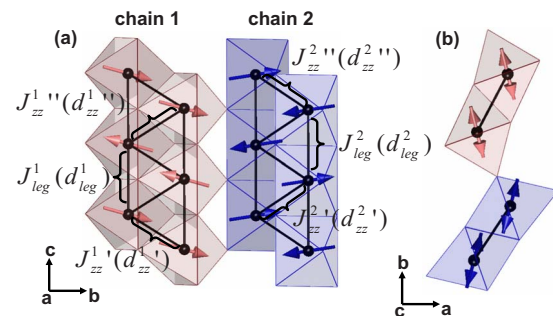 chain 1 chain 2
(a)
(b)
J_{zz}^{2}''(d_{zz}^{2}'')
J_{zz}^{1}''(d_{zz}^{1}'')
J_{leg}^{2}(d_{leg}^{2})
J_{leg}^{1}(d_{leg}^{1})
J_{zz}^{2}'(d_{zz}^{2}')
J_{zz}^{1}'(d_{zz}^{1}')
c
a b
b
c a